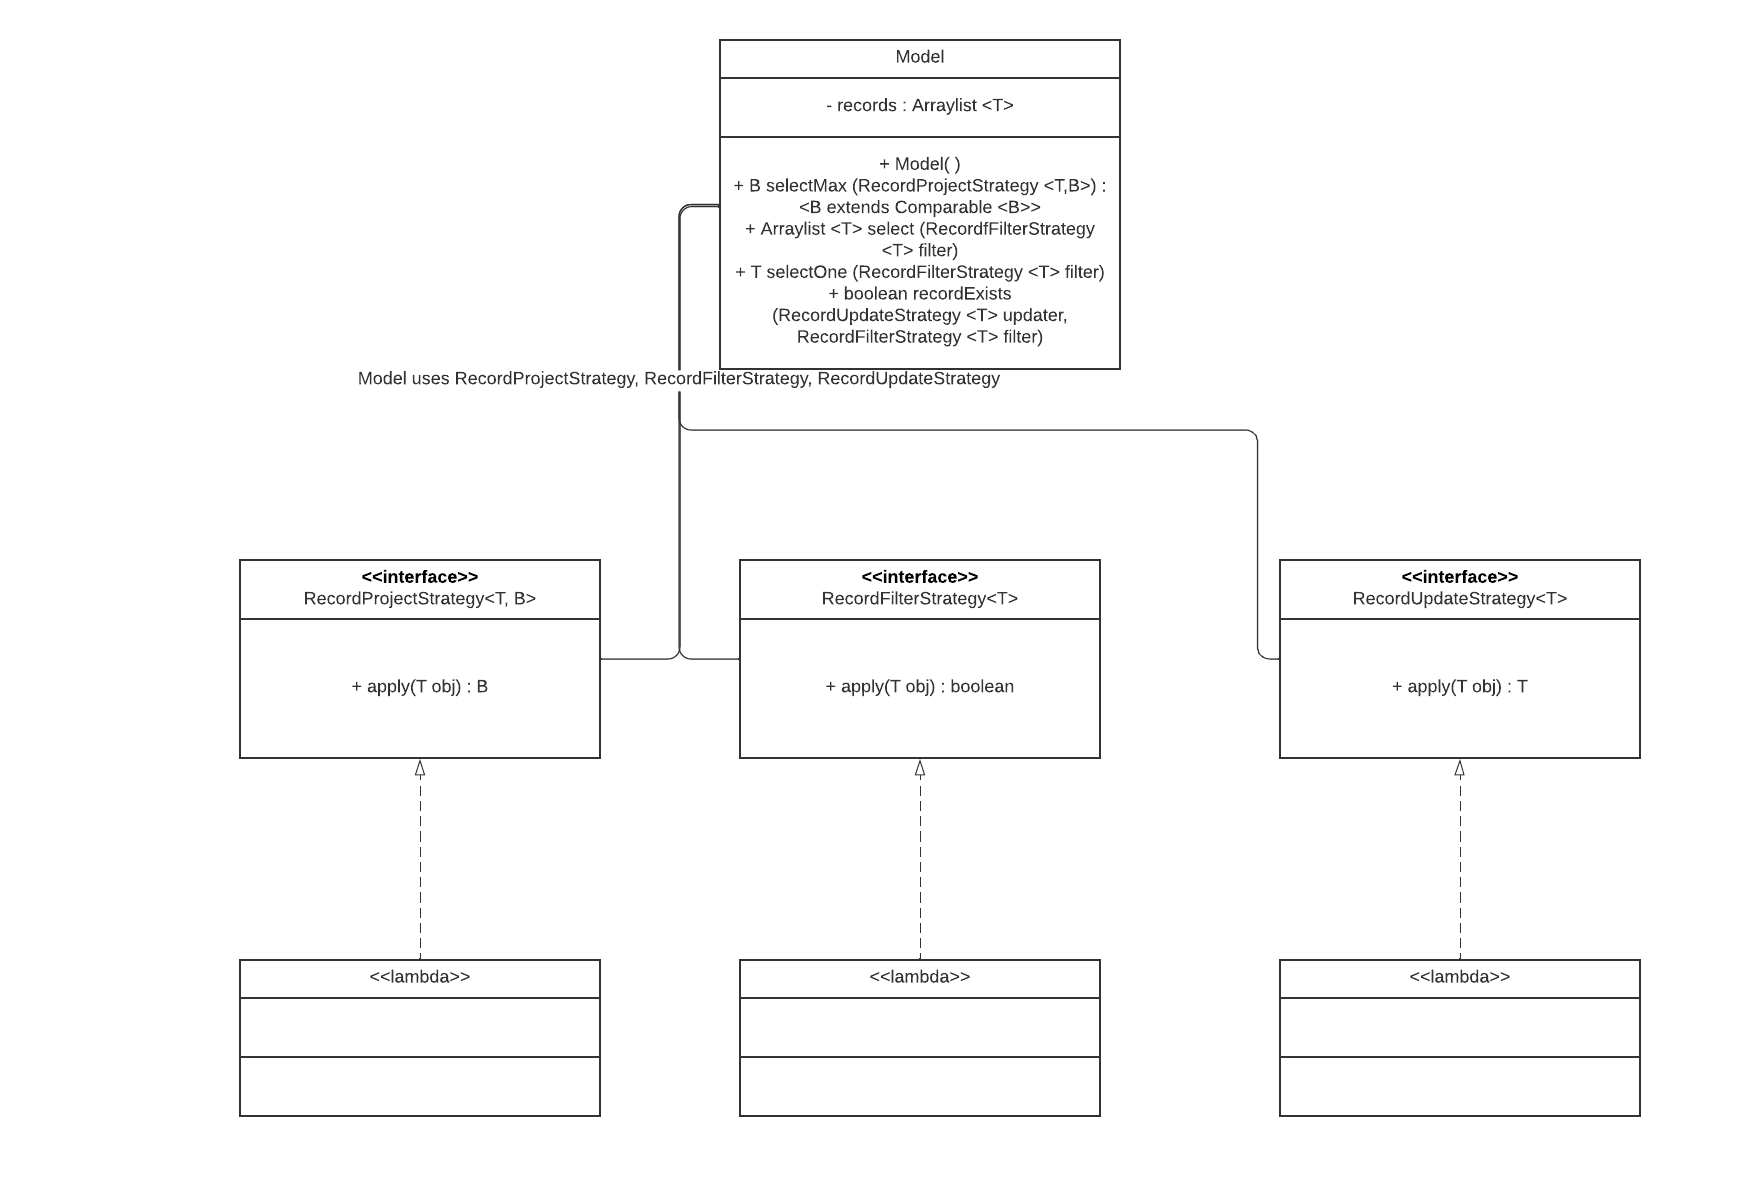 Model
- records : Arraylist <T>
+ Model( )
+ B selectMax (RecordProjectStrategy <T,B>) :
<B extends Comparable <B>>
+ Arraylist <T> select (RecordfFilterStrategy
<T> filter)
+ T selectOne (RecordFilterStrategy <T> filter)
+ boolean recordExists
(RecordUpdateStrategy <T> updater,
RecordFilterStrategy <T> filter)
Model uses RecordProjectStrategy, RecordFilterStrategy, RecordUpdateStrategy
<<interface>>
RecordProjectStrategy<T, B>
+ apply(T obj) : B
<<interface>>
RecordFilterStrategy<T>
+ apply(T obj) : boolean
<<interface>>
RecordUpdateStrategy<T>
+ apply(T obj) : T
<<lambda>>
<<lambda>>
<<lambda>>